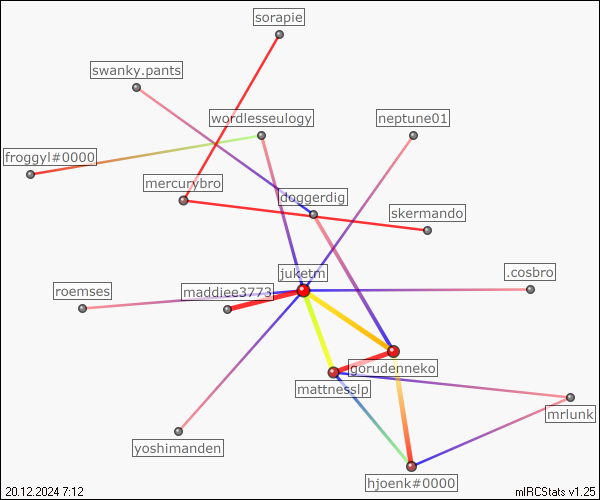 sorapie
swanky.pants
wordlesseulogy
neptune01
froggyl#0000
mercurybro
doggerdig
skermando
juketm
.cosbro
roemses
maddiee3773
gorudenneko
mattnesslp
mrlunk
yoshimanden
hjoenk#0000
20.12.2024 7:12
mIRCStats v1.25